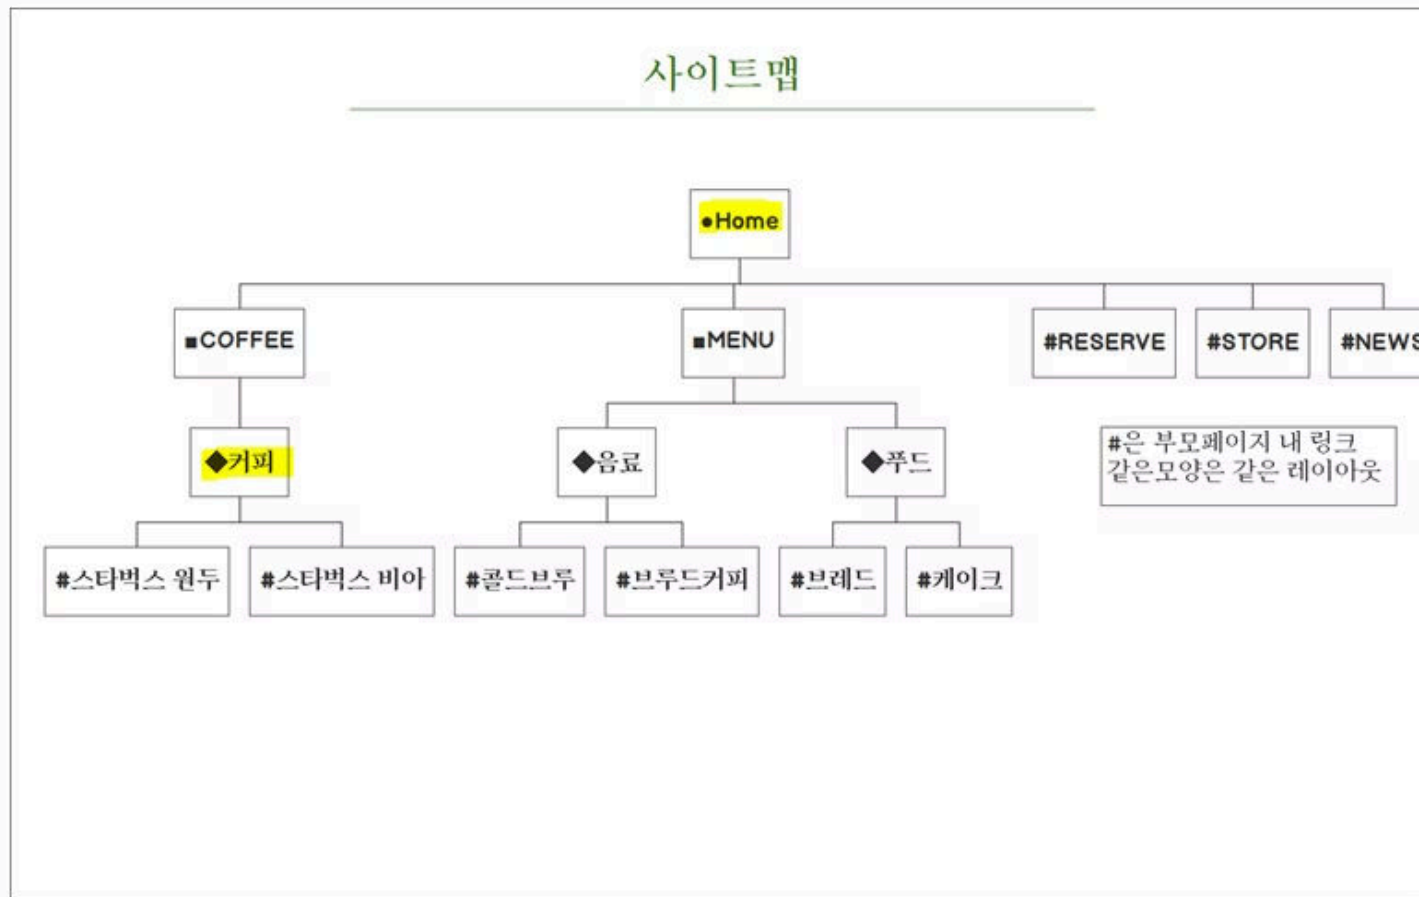 사이트맵
●Home
■COFFEE
■MENU
#RESERVE
#STORE
#NEWS
◆커피
◆음료
◆푸드
#은 부모페이지 내 링크
같은모양은 같은 레이아웃
#스타벅스 원두
#스타벅스 비아
#콜드브루
#브루드커피
#브레드
#케이크